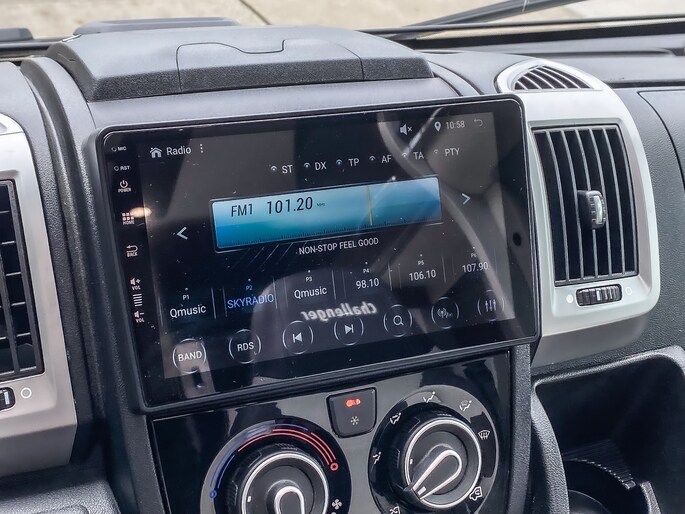 MIC
RST
POWER
HOME
BACK
VOL
VOL
Radio
10:58
ST DX TP AF TA PTY
FM1 101.20 MHz
NON-STOP FEEL GOOD
P1 P2 P3 P4 P5 P6
Qmusic SKYRADIO Qmusic 98.10 106.10 107.90
Challenger
BAND RDS